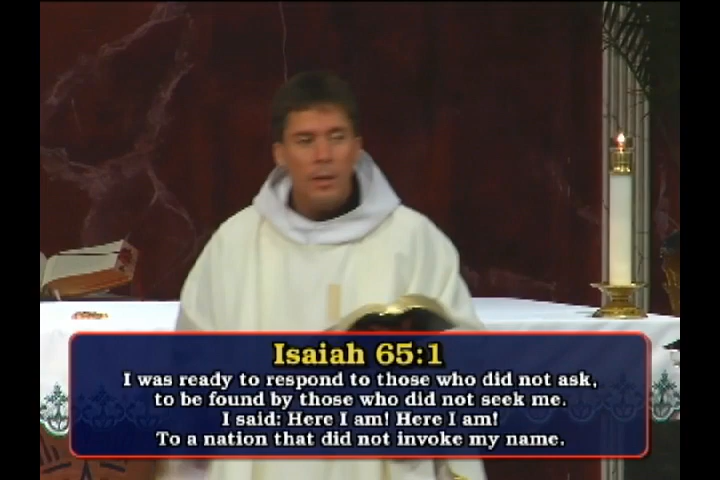 Isaiah 65:1
I was ready to respond to those who did not ask,
to be found by those who did not seek me.
I said: Here I am! Here I am!
To a nation that did not invoke my name.